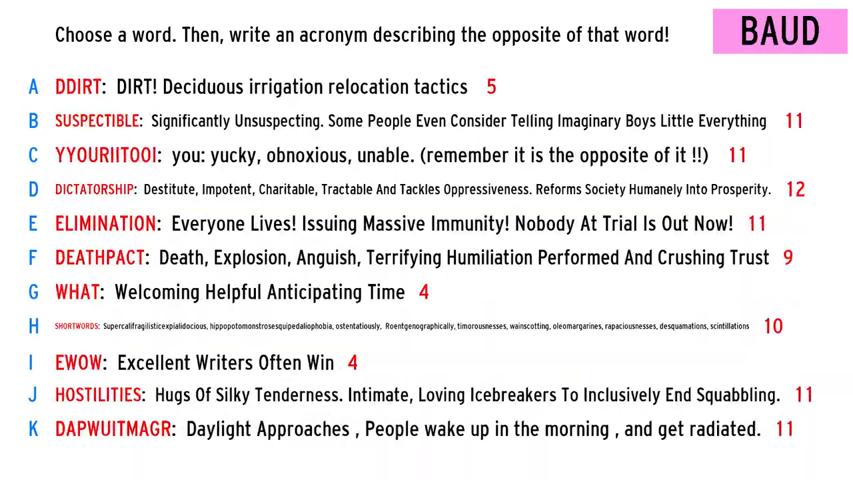 Choose a word. Then, write an acronym describing the opposite of that word!
BAUD
A DDIRT: DIRT! Deciduous irrigation relocation tactics 5
B SUSPECTIBLE: Significantly Unsuspecting. Some People Even Consider Telling Imaginary Boys Little Everything 11
C YYOURIITOOI: you: yucky, obnoxious, unable. (remember it is the opposite of it !!) 11
D DICTATORSHIP: Destitute, Impotent, Charitable, Tractable And Tackles Oppressiveness. Reforms Society Humanely Into Prosperity. 12
E ELIMINATION: Everyone Lives! Issuing Massive Immunity! Nobody At Trial Is Out Now! 11
F DEATHPACT: Death, Explosion, Anguish, Terrifying Humiliation Performed And Crushing Trust 9
G WHAT: Welcoming Helpful Anticipating Time 4
H SHORTWORDS: Supercalifragilisticexpialidocious, hippopotomonstrosesquipedaliophobia, ostentatiously, Roentgenographically, timorousnesses, wainscotting, oleomargarines, rapaciousnesses, desquamations, scintillations 10
I EWOW: Excellent Writers Often Win 4
J HOSTILITIES: Hugs Of Silky Tenderness. Intimate, Loving Icebreakers To Inclusively End Squabbling. 11
K DAPWUITMAGR: Daylight Approaches , People wake up in the morning , and get radiated. 11